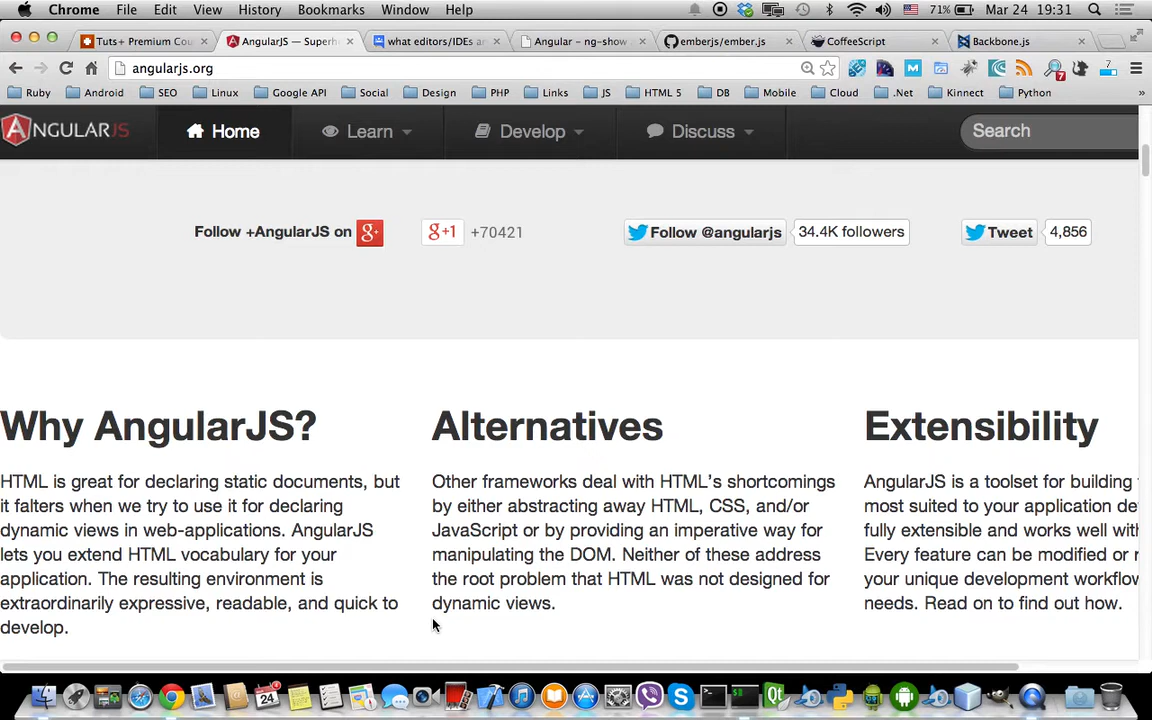 Chrome File Edit View History Bookmarks Window Help 71% Mar 24 19:31
Tuts+ Premium Cou AngularJS — Superh what editors/IDEs an Angular - ng-show emberjs/ember.js CoffeeScript Backbone.js
angularjs.org 7 7
Ruby Android SEO Linux Google API Social Design PHP Links JS HTML 5 DB Mobile Cloud .Net Kinnect Python »
ANGULARJS Home Learn Develop Discuss Search
Follow +AngularJS on g+ g+1 +70421 Follow @angularjs 34.4K followers Tweet 4,856
Why AngularJS?
HTML is great for declaring static documents, but
it falters when we try to use it for declaring
dynamic views in web-applications. AngularJS
lets you extend HTML vocabulary for your
application. The resulting environment is
extraordinarily expressive, readable, and quick to
develop.
Alternatives
Other frameworks deal with HTML's shortcomings
by either abstracting away HTML, CSS, and/or
JavaScript or by providing an imperative way for
manipulating the DOM. Neither of these address
the root problem that HTML was not designed for
dynamic views.
Extensibility
AngularJS is a toolset for building
most suited to your application de
fully extensible and works well wit
Every feature can be modified or r
your unique development workflow
needs. Read on to find out how.
24
Qt